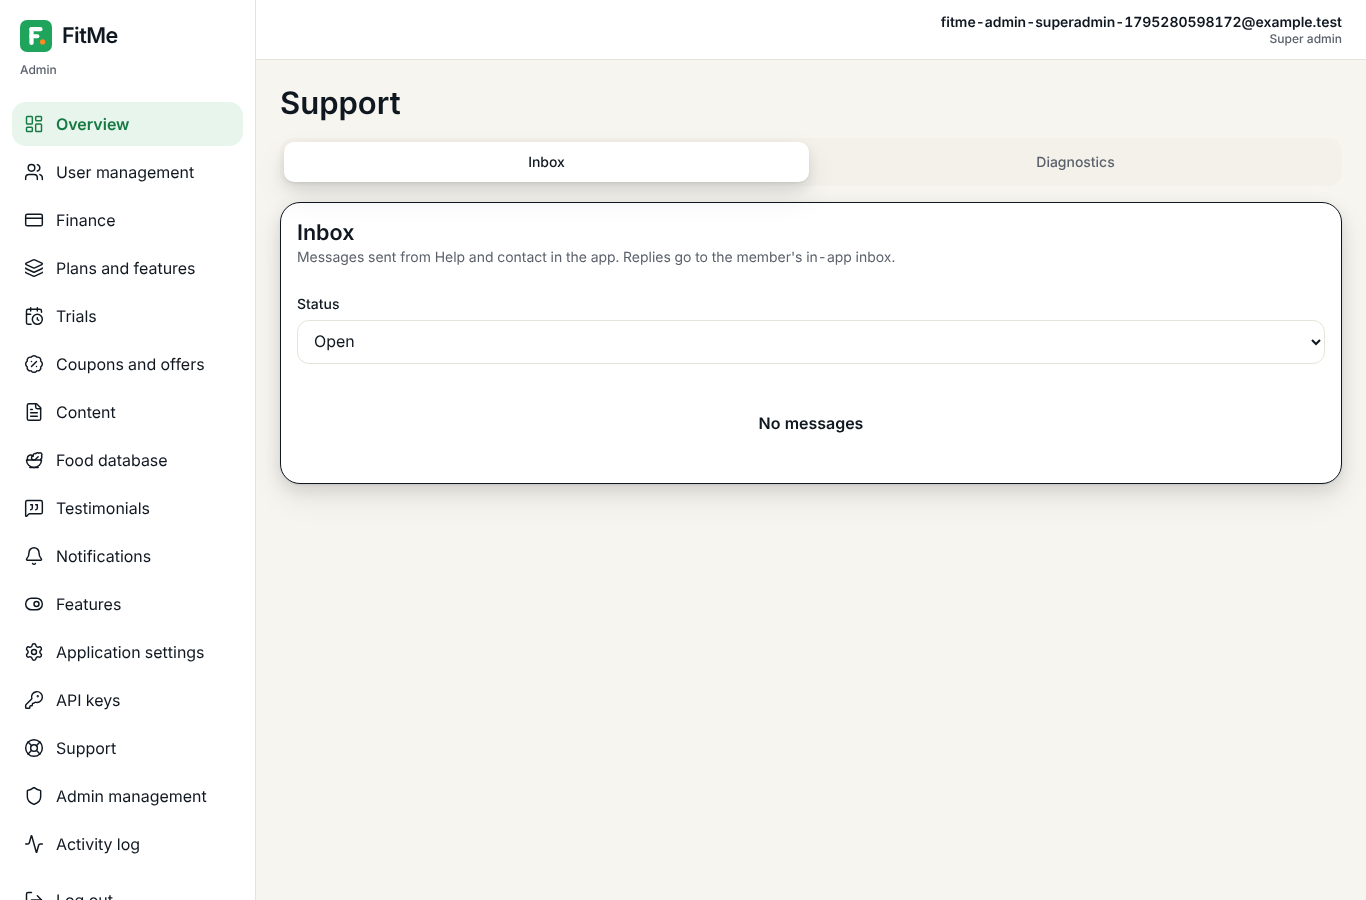 FitMe
Admin
Overview
User management
Finance
Plans and features
Trials
Coupons and offers
Content
Food database
Testimonials
Notifications
Features
Application settings
API keys
Support
Admin management
Activity log
Log out
fitme-admin-superadmin-1795280598172@example.test
Super admin
Support
Inbox
Diagnostics
Inbox
Messages sent from Help and contact in the app. Replies go to the member's in-app inbox.
Status
Open
No messages